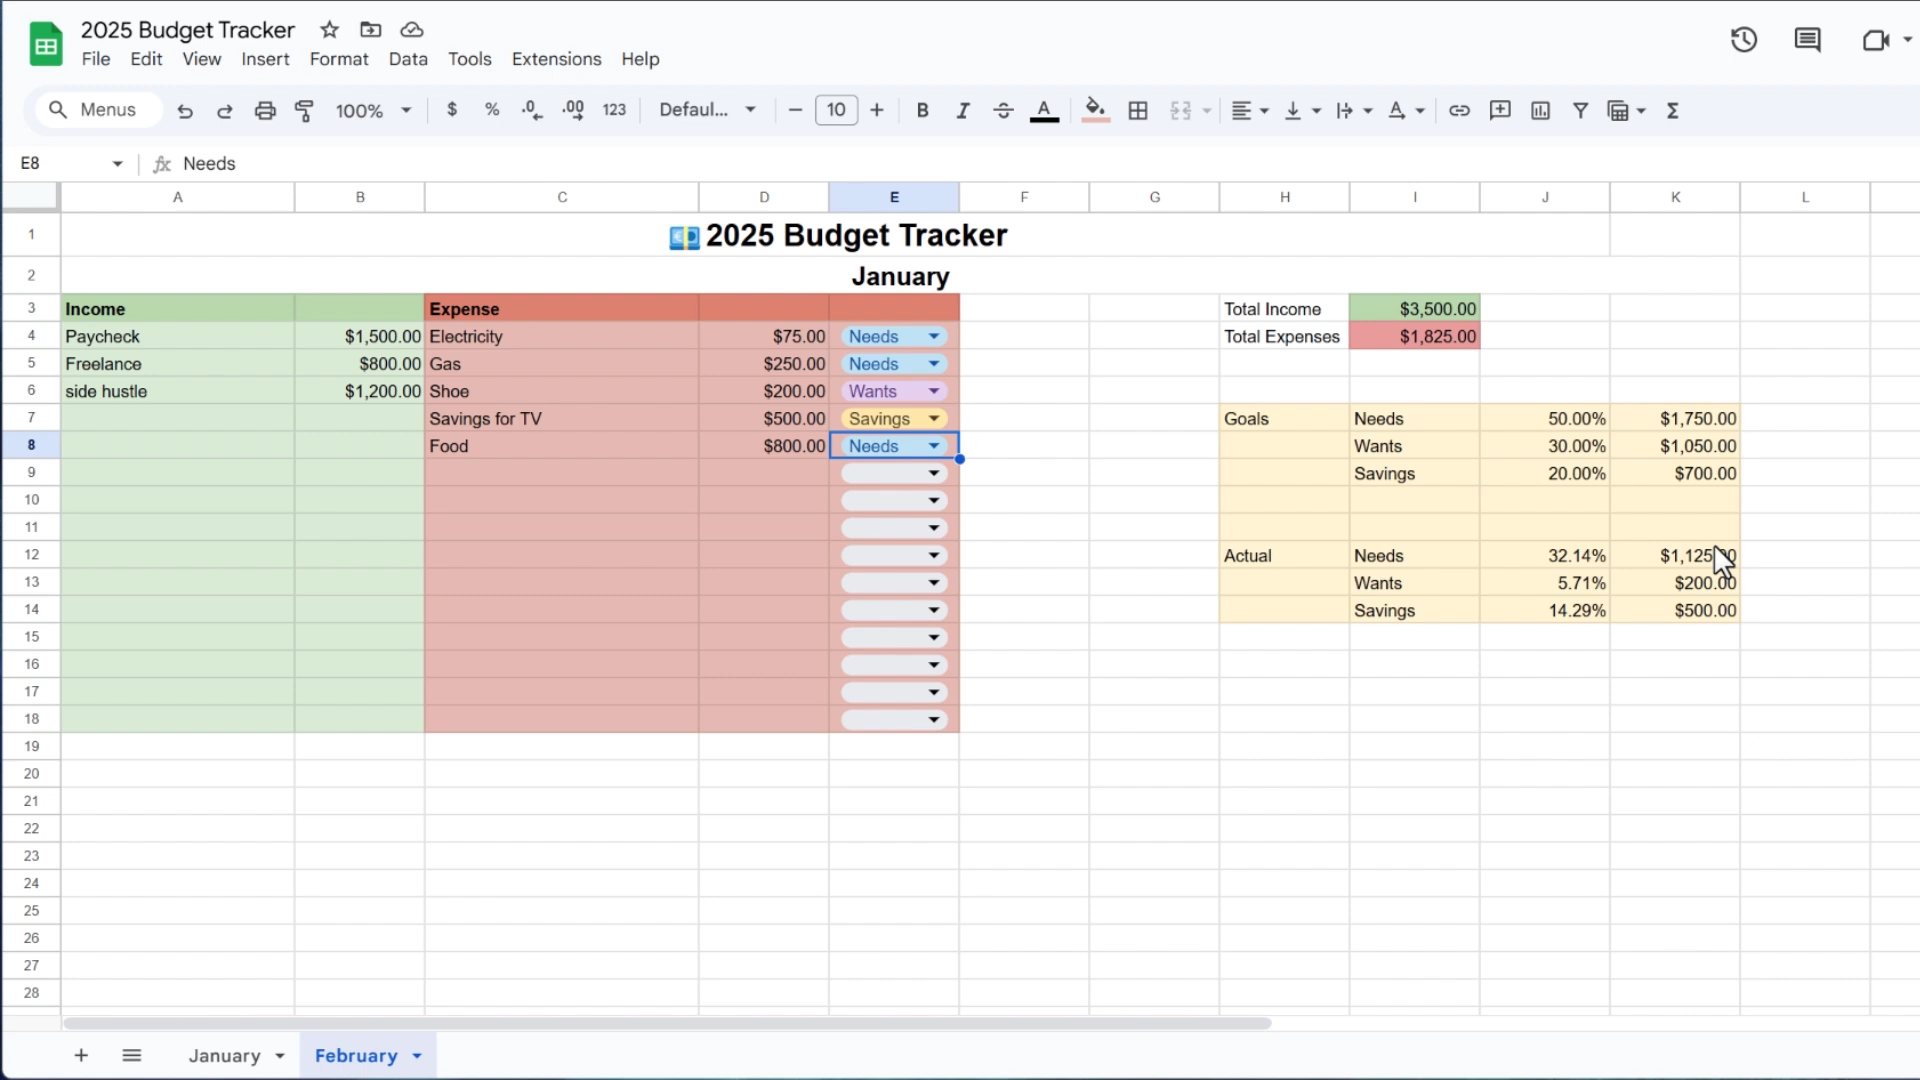 2025 Budget Tracker
File Edit View Insert Format Data Tools Extensions Help
Menus 100% $ % .0 .00 123 Defaul... 10 B I A
E8 fx Needs
A B C D E F G H I J K L
1 2025 Budget Tracker
2 January
3 Income Expense Total Income $3,500.00
4 Paycheck $1,500.00 Electricity $75.00 Needs Total Expenses $1,825.00
5 Freelance $800.00 Gas $250.00 Needs
6 side hustle $1,200.00 Shoe $200.00 Wants
7 Savings for TV $500.00 Savings Goals Needs 50.00% $1,750.00
8 Food $800.00 Needs Wants 30.00% $1,050.00
9 Savings 20.00% $700.00
10
11
12 Actual Needs 32.14% $1,125.00
13 Wants 5.71% $200.00
14 Savings 14.29% $500.00
15
16
17
18
19
20
21
22
23
24
25
26
27
28
January February